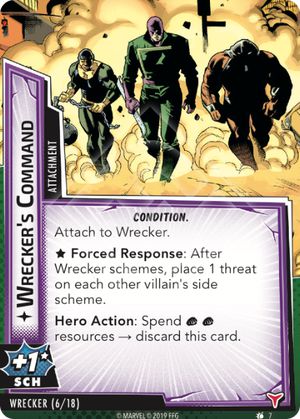 WRECKER'S COMMAND
ATTACHMENT
CONDITION.
Attach to Wrecker.
★ Forced Response: After
Wrecker schemes, place 1 threat
on each other villain's side
scheme.
Hero Action: Spend
resources → discard this card.
+1
SCH
WRECKER (6/18)
©MARVEL ©2019 FFG
7